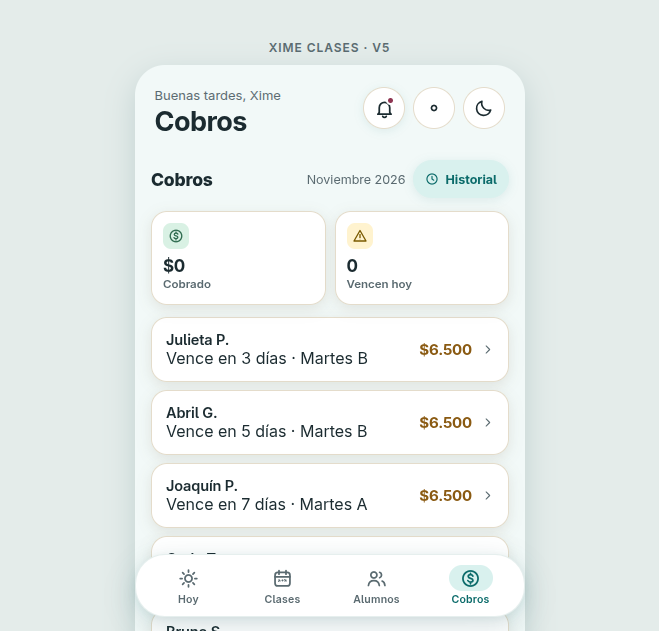 XIME CLASES · V5
Buenas tardes, Xime
Cobros
Cobros
Noviembre 2026
Historial
$0
Cobrado
0
Vencen hoy
Julieta P.
Vence en 3 días · Martes B
$6.500
Abril G.
Vence en 5 días · Martes B
$6.500
Joaquín P.
Vence en 7 días · Martes A
$6.500
Hoy
Clases
Alumnos
Cobros
Bruno S.